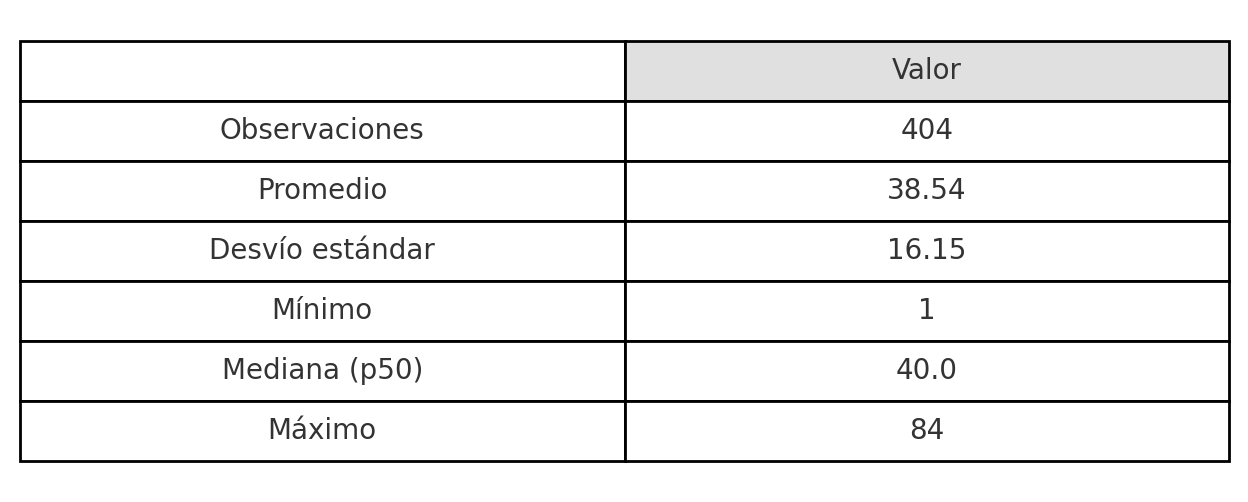 Valor
Observaciones 404
Promedio 38.54
Desvío estándar 16.15
Mínimo 1
Mediana (p50) 40.0
Máximo 84